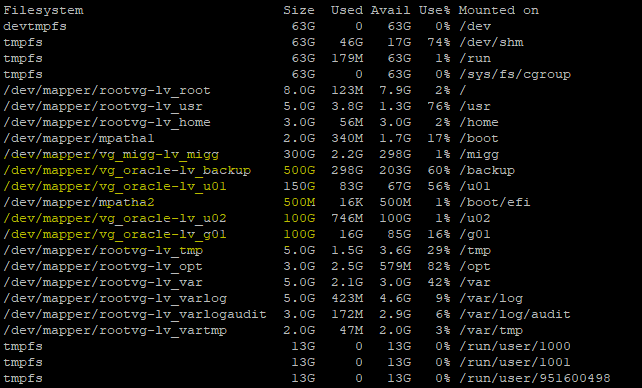 Filesystem Size Used Avail Use% Mounted on
devtmpfs 63G 0 63G 0% /dev
tmpfs 63G 46G 17G 74% /dev/shm
tmpfs 63G 179M 63G 1% /run
tmpfs 63G 0 63G 0% /sys/fs/cgroup
/dev/mapper/rootvg-lv_root 8.0G 123M 7.9G 2% /
/dev/mapper/rootvg-lv_usr 5.0G 3.8G 1.3G 76% /usr
/dev/mapper/rootvg-lv_home 3.0G 56M 3.0G 2% /home
/dev/mapper/mpatha1 2.0G 340M 1.7G 17% /boot
/dev/mapper/vg_migg-lv_migg 300G 2.2G 298G 1% /migg
/dev/mapper/vg_oracle-lv_backup 500G 298G 203G 60% /backup
/dev/mapper/vg_oracle-lv_u01 150G 83G 67G 56% /u01
/dev/mapper/mpatha2 500M 16K 500M 1% /boot/efi
/dev/mapper/vg_oracle-lv_u02 100G 746M 100G 1% /u02
/dev/mapper/vg_oracle-lv_g01 100G 16G 85G 16% /g01
/dev/mapper/rootvg-lv_tmp 5.0G 1.5G 3.6G 29% /tmp
/dev/mapper/rootvg-lv_opt 3.0G 2.5G 579M 82% /opt
/dev/mapper/rootvg-lv_var 5.0G 2.1G 3.0G 42% /var
/dev/mapper/rootvg-lv_varlog 5.0G 423M 4.6G 9% /var/log
/dev/mapper/rootvg-lv_varlogaudit 3.0G 172M 2.9G 6% /var/log/audit
/dev/mapper/rootvg-lv_vartmp 2.0G 47M 2.0G 3% /var/tmp
tmpfs 13G 0 13G 0% /run/user/1000
tmpfs 13G 0 13G 0% /run/user/1001
tmpfs 13G 0 13G 0% /run/user/951600498